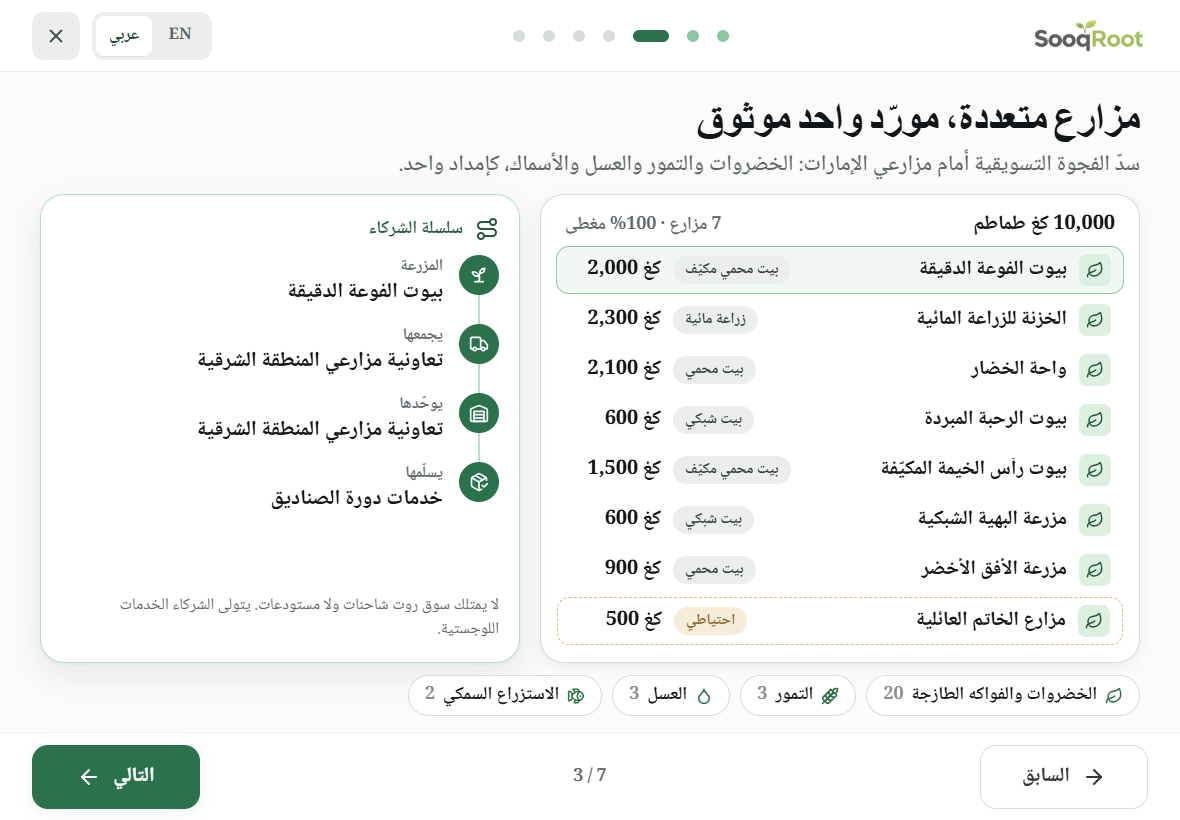 SooqRoot
EN
عربي
مزارع متعددة، مورّد واحد موثوق
سدّ الفجوة التسويقية أمام مزارعي الإمارات: الخضروات والتمور والعسل والأسماك، كإمداد واحد.
10,000 كغ طماطم
7 مزارع · 100% مغطى
بيوت الفوعة الدقيقة بيت محمي مكيّف 2,000 كغ
الخزنة للزراعة المائية زراعة مائية 2,300 كغ
واحة الخضار بيت محمي 2,100 كغ
بيوت الرحبة المبردة بيت شبكي 600 كغ
بيوت رأس الخيمة المكيّفة بيت محمي مكيّف 1,500 كغ
مزرعة البهية الشبكية بيت شبكي 600 كغ
مزرعة الأفق الأخضر بيت محمي 900 كغ
مزارع الخاتم العائلية احتياطي 500 كغ
سلسلة الشركاء
المزرعة
بيوت الفوعة الدقيقة
يجمعها
تعاونية مزارعي المنطقة الشرقية
يوحّدها
تعاونية مزارعي المنطقة الشرقية
يسلّمها
خدمات دورة الصناديق
لا يمتلك سوق روت شاحنات ولا مستودعات. يتولى الشركاء الخدمات
اللوجستية.
الخضروات والفواكه الطازجة 20
التمور 3
العسل 3
الاستزراع السمكي 2
السابق
3 / 7
التالي